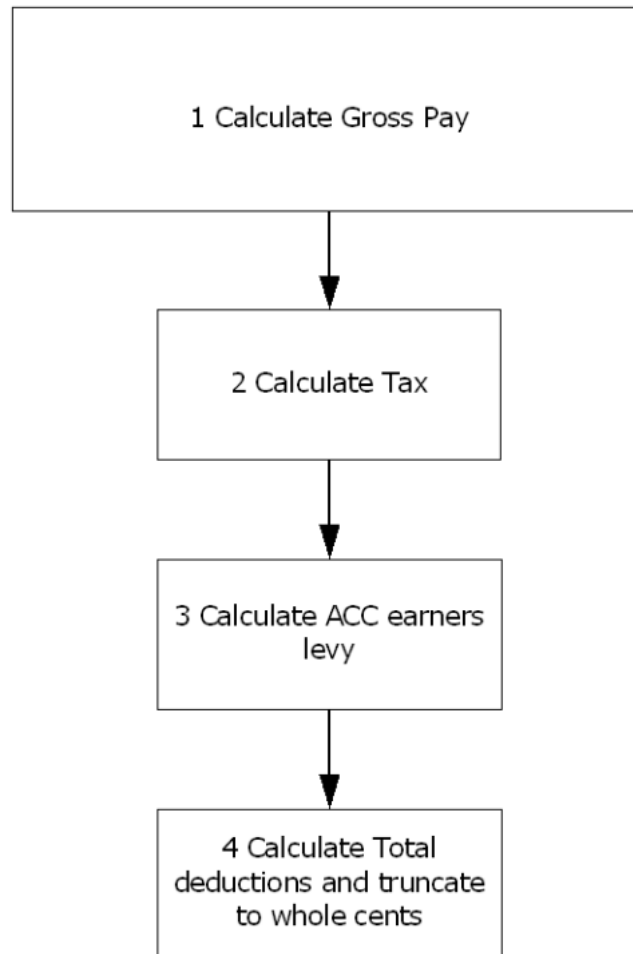 1 Calculate Gross Pay
2 Calculate Tax
3 Calculate ACC earners
levy
4 Calculate Total
deductions and truncate
to whole cents